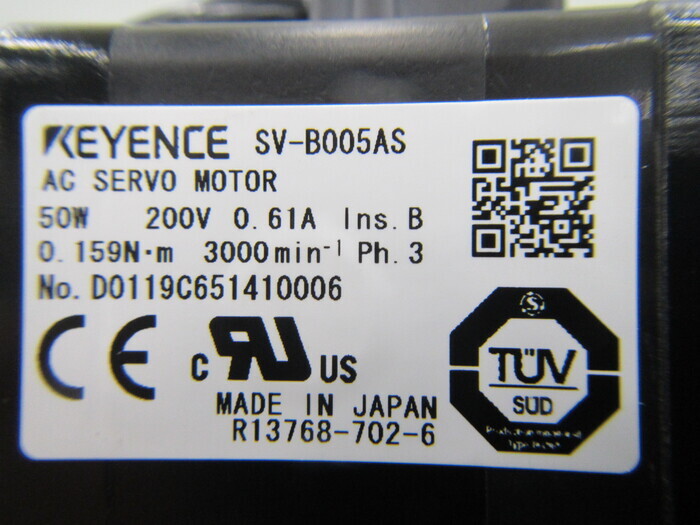 KEYENCE SV-B005AS
AC SERVO MOTOR
50W 200V 0.61A Ins.B
0.159N·m 3000min⁻¹ Ph.3
No.D0119C651410006
CE c RU US
TÜV
SÜD
MADE IN JAPAN
R13768-702-6